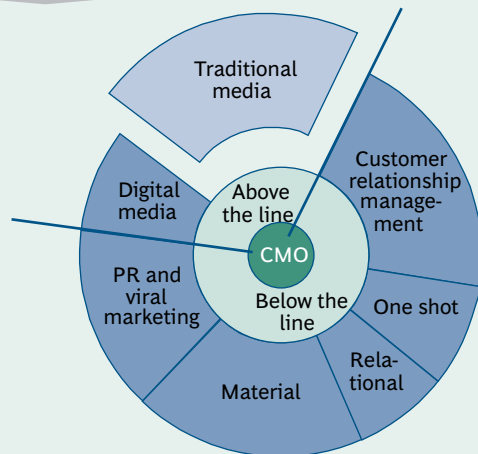 Traditional
media
Customer
relationship
manage-
ment
Digital
media
Above
the line
CMO
PR and
viral
marketing
Below the
line
One shot
Rela-
tional
Material